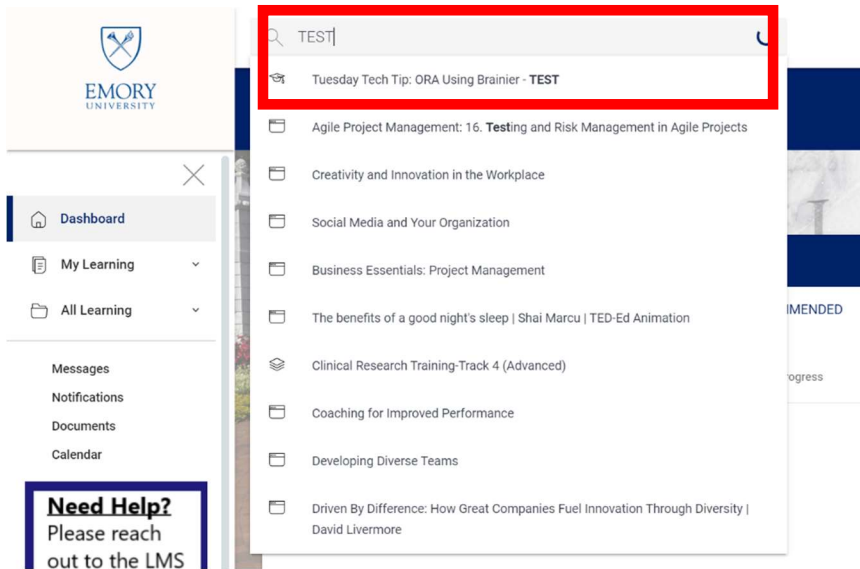 EMORY
UNIVERSITY
Dashboard
My Learning
All Learning
Messages
Notifications
Documents
Calendar
Need Help?
Please reach
out to the LMS
TEST
Tuesday Tech Tip: ORA Using Brainier - TEST
Agile Project Management: 16. Testing and Risk Management in Agile Projects
Creativity and Innovation in the Workplace
Social Media and Your Organization
Business Essentials: Project Management
The benefits of a good night's sleep | Shai Marcu | TED-Ed Animation
Clinical Research Training-Track 4 (Advanced)
Coaching for Improved Performance
Developing Diverse Teams
Driven By Difference: How Great Companies Fuel Innovation Through Diversity |
David Livermore